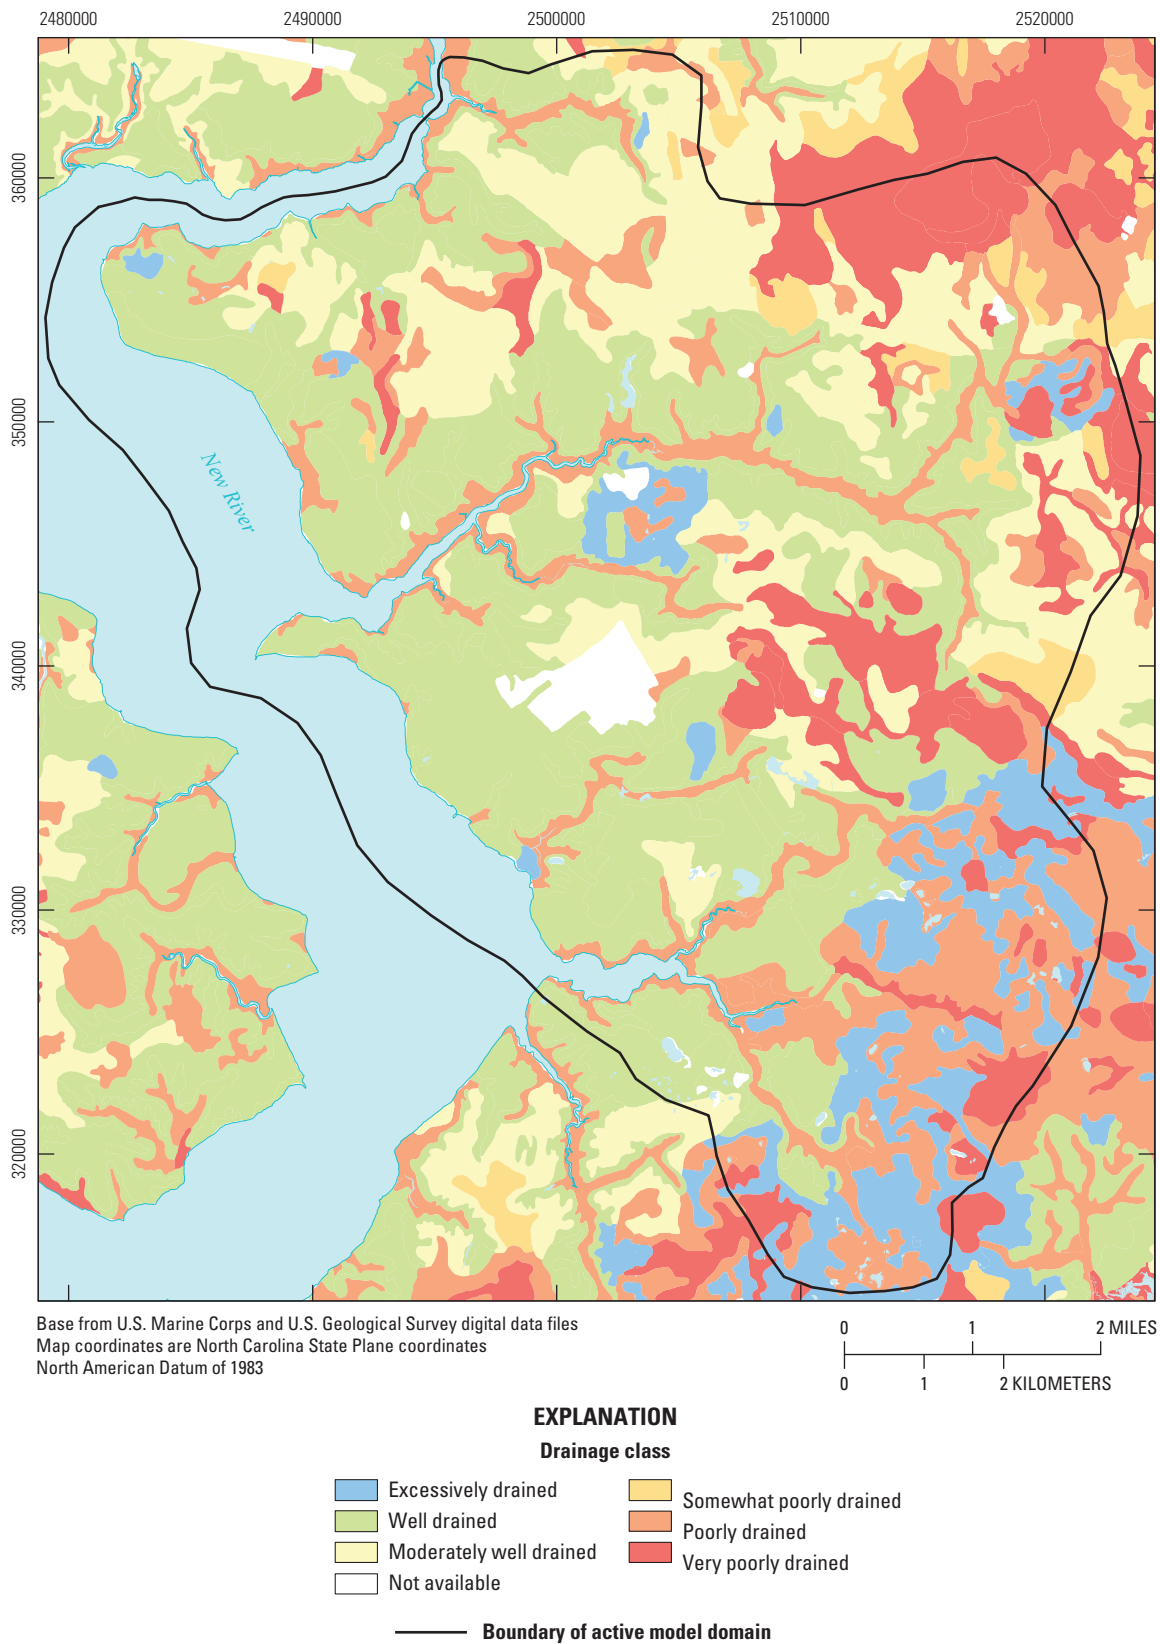 2480000 2490000 2500000 2510000 2520000
360000
350000
340000
330000
320000
New River
Base from U.S. Marine Corps and U.S. Geological Survey digital data files
Map coordinates are North Carolina State Plane coordinates
North American Datum of 1983
0 1 2 MILES
0 1 2 KILOMETERS
EXPLANATION
Drainage class
Excessively drained
Well drained
Moderately well drained
Not available
Somewhat poorly drained
Poorly drained
Very poorly drained
Boundary of active model domain